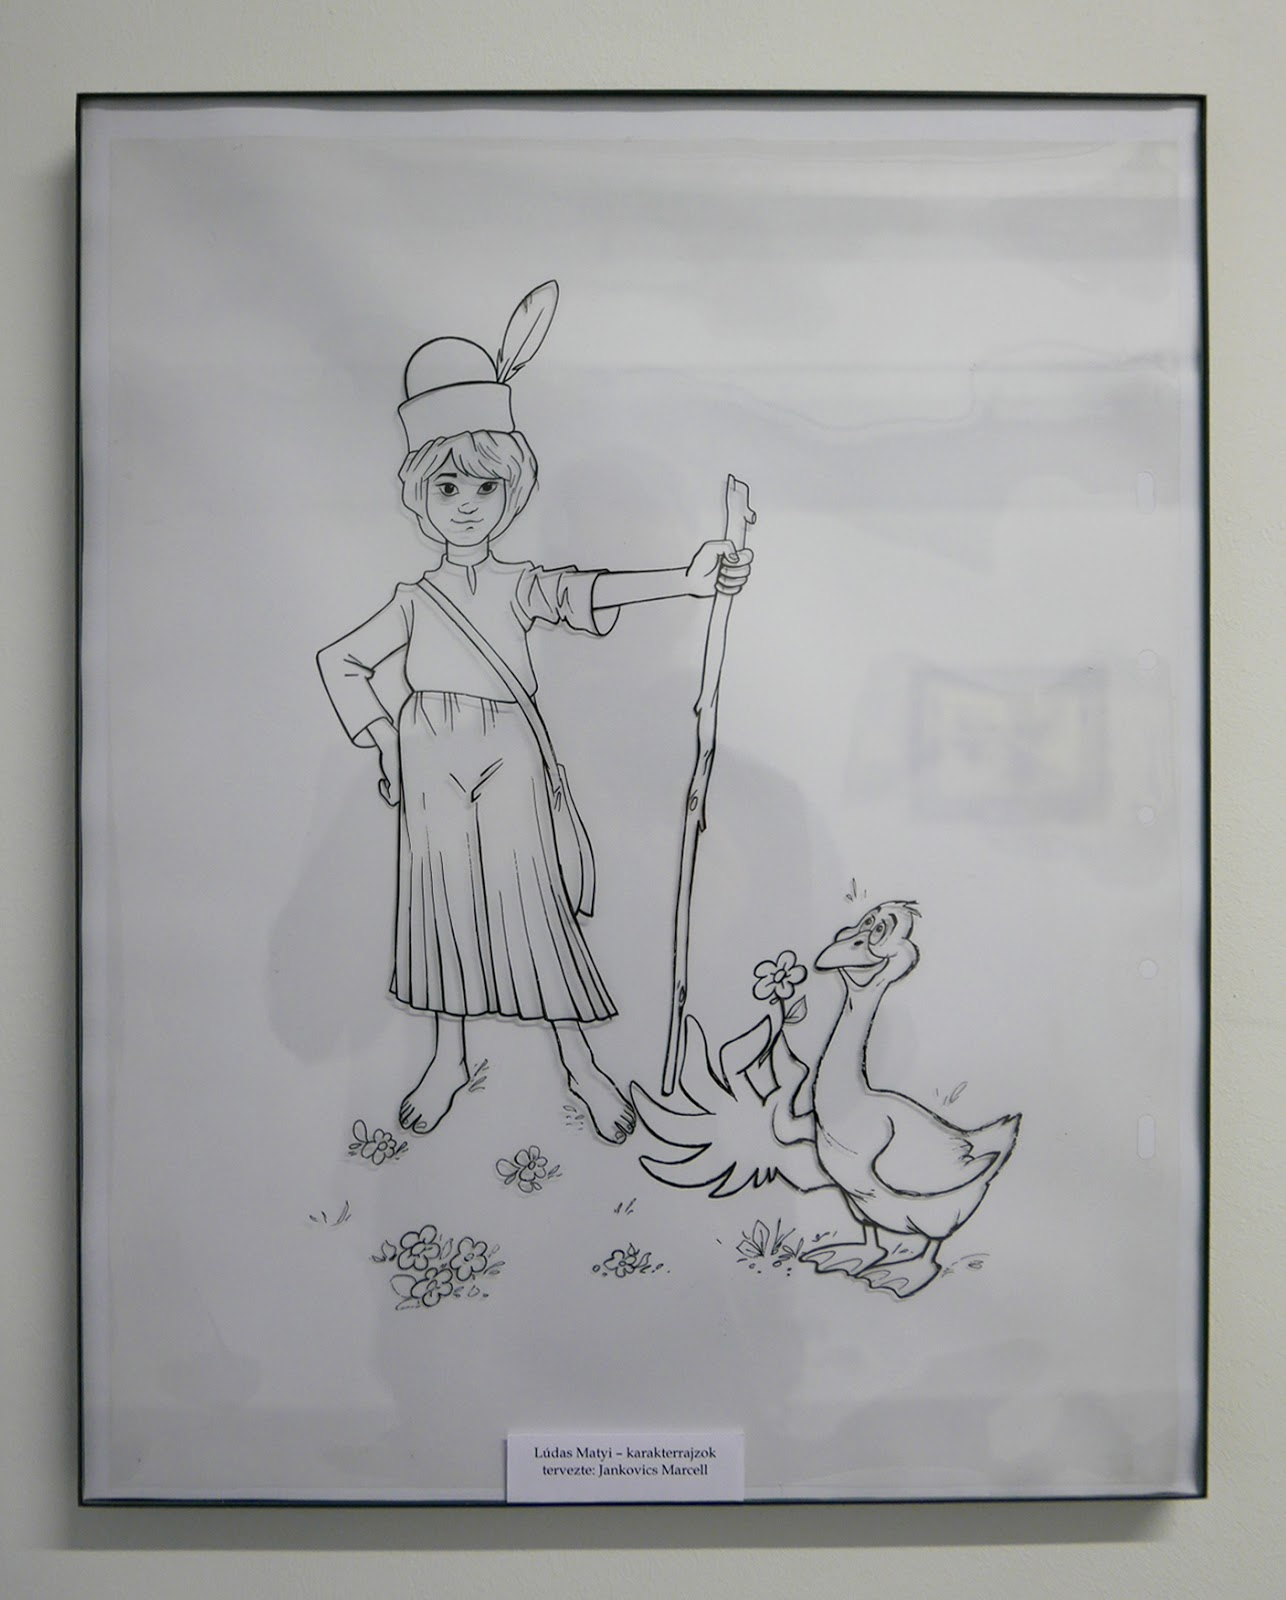 Lúdas Matyi – karakterrajzok
tervezte: Jankovics Marcell